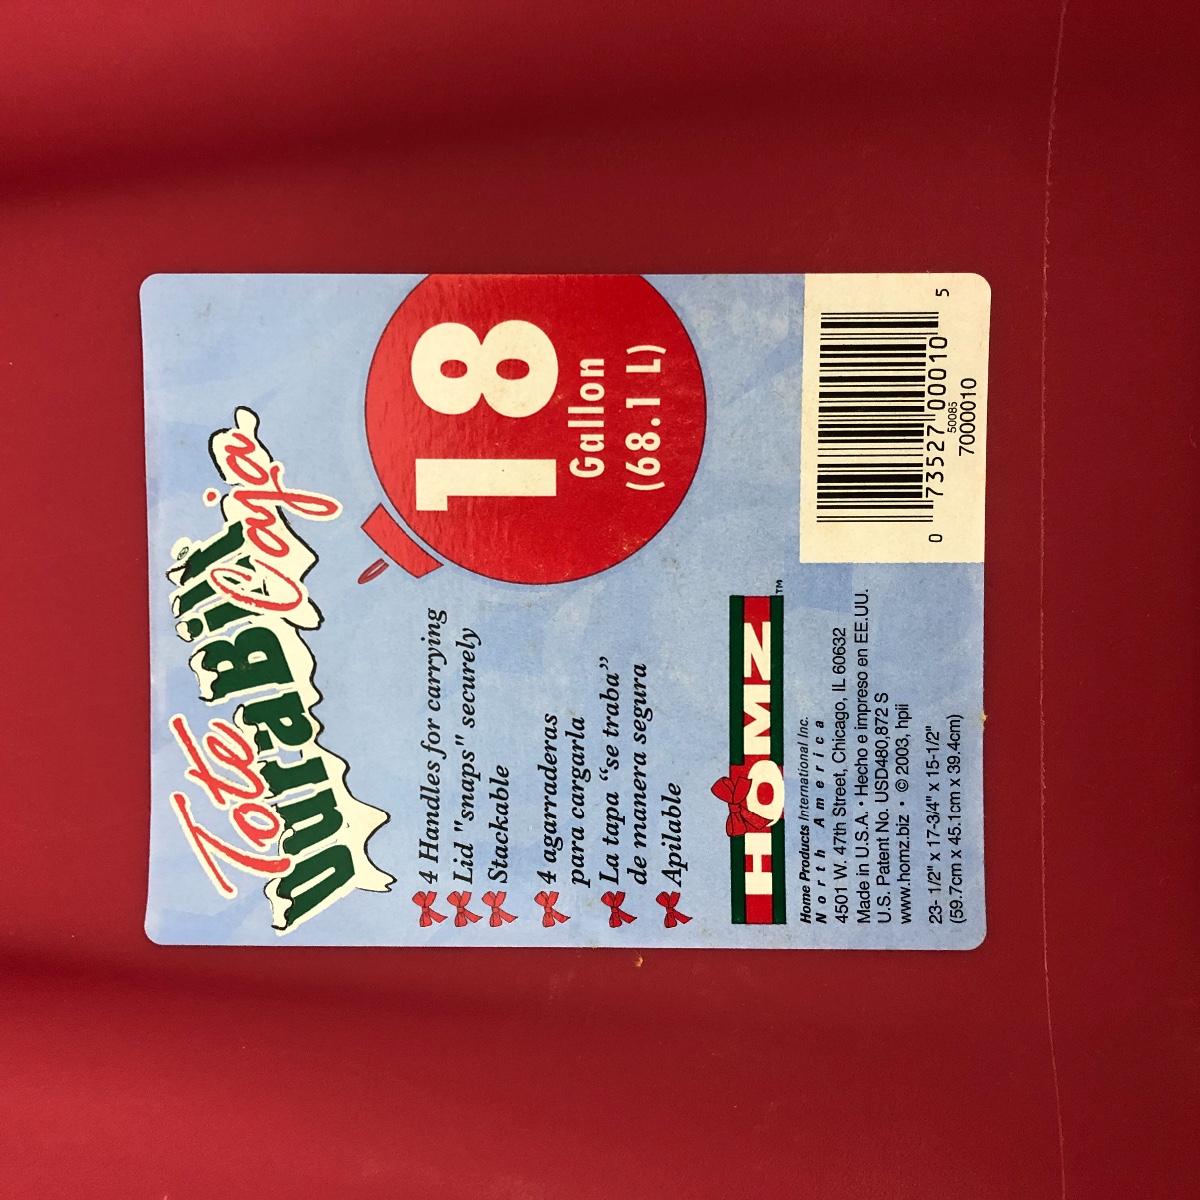 Tote
DuraBilt®
Caja
4 Handles for carrying
Lid "snaps" securely
Stackable
4 agarraderas
para cargarla
La tapa “se traba”
de manera segura
Apilable
18
Gallon
(68.1 L)
HOMZ™
Home Products International Inc.
North America
4501 W. 47th Street, Chicago, IL 60632
Made in U.S.A. • Hecho e impreso en EE.UU.
U.S. Patent No. USD480,872 S
www.homz.biz • © 2003, hpii
23- 1/2" x 17-3/4" x 15-1/2"
(59.7cm x 45.1cm x 39.4cm)
0 73527 00010 5
50085
7000010